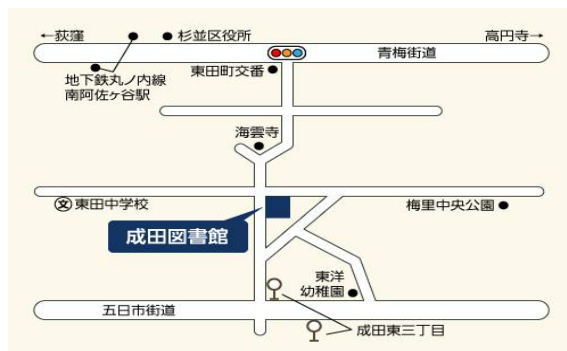 ←荻窪
杉並区役所
高円寺→
青梅街道
地下鉄丸ノ内線
南阿佐ヶ谷駅
東田町交番
海雲寺
文東田中学校
梅里中央公園
成田図書館
東洋
幼稚園
五日市街道
成田東三丁目